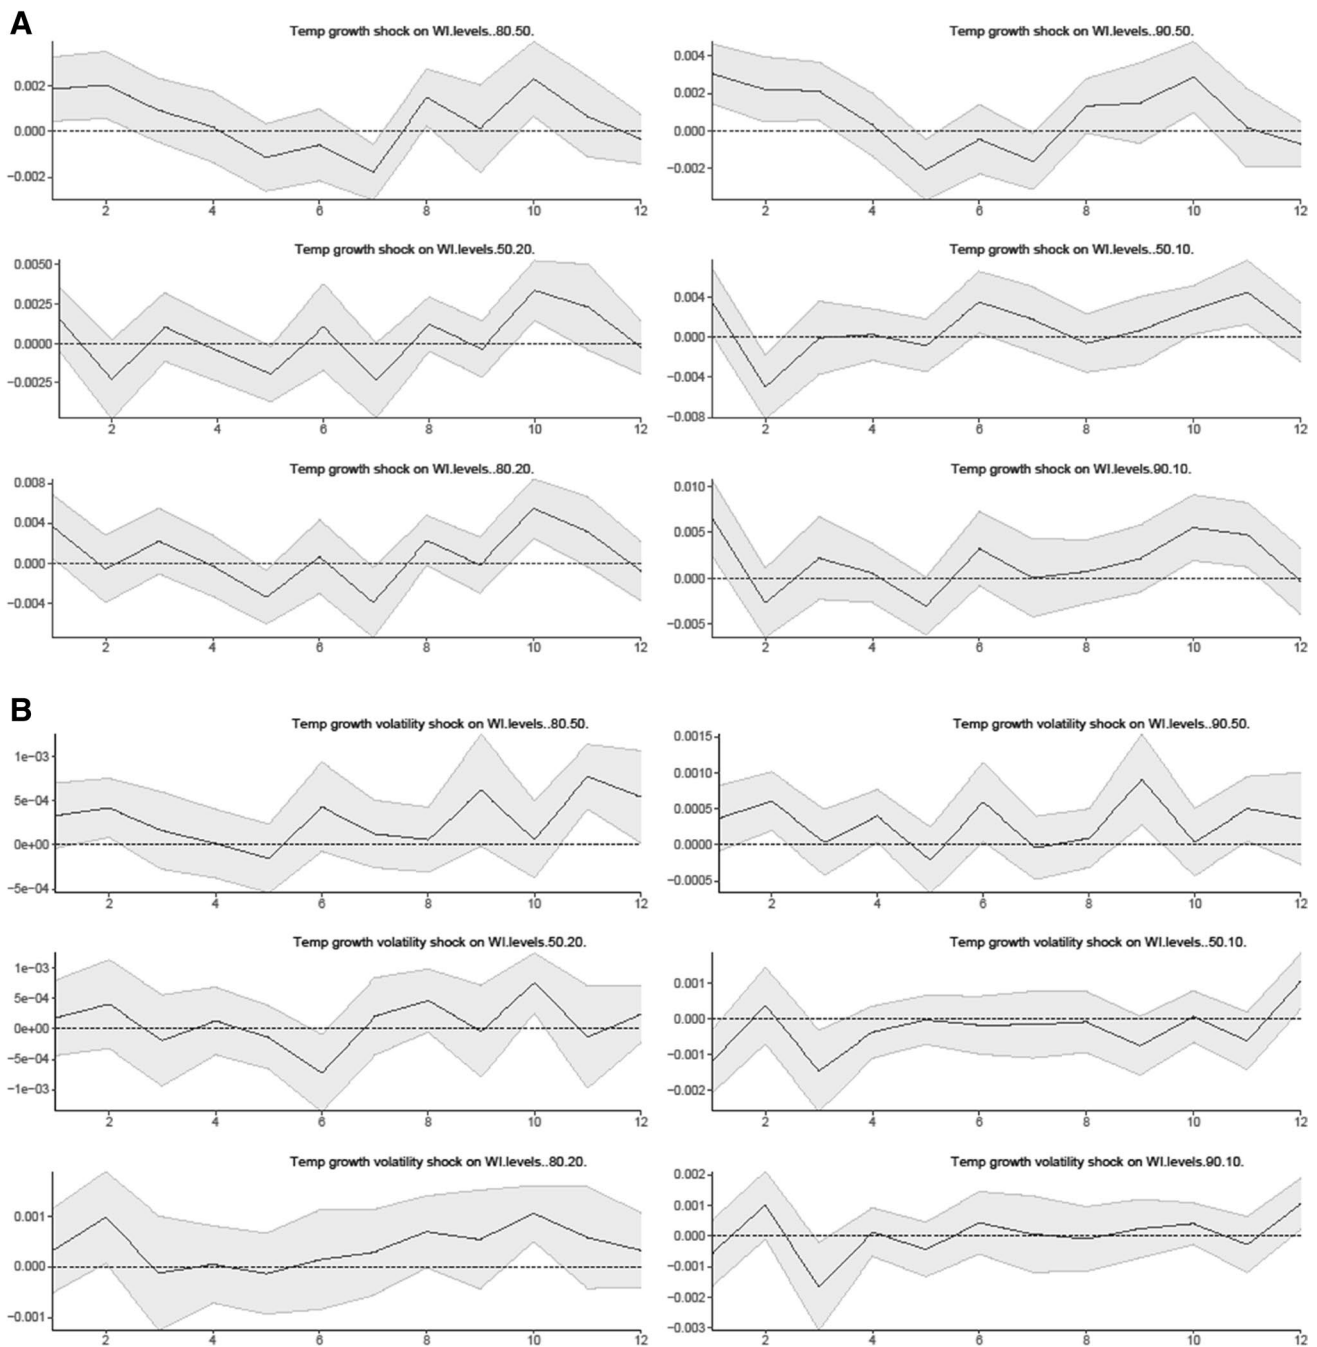 A
Temp growth shock on WI.levels..80.50.
0.002
0.000
−0.002
2 4 6 8 10 12
Temp growth shock on WI.levels..90.50.
0.004
0.002
0.000
−0.002
2 4 6 8 10 12
Temp growth shock on WI.levels.50.20.
0.0050
0.0025
0.0000
−0.0025
2 4 6 8 10 12
Temp growth shock on WI.levels..50.10.
0.004
0.000
−0.004
−0.008
2 4 6 8 10 12
Temp growth shock on WI.levels..80.20.
0.008
0.004
0.000
−0.004
2 4 6 8 10 12
Temp growth shock on WI.levels.90.10.
0.010
0.005
0.000
−0.005
2 4 6 8 10 12
B
Temp growth volatility shock on WI.levels..80.50.
1e−03
5e−04
0e+00
−5e−04
2 4 6 8 10 12
Temp growth volatility shock on WI.levels..90.50.
0.0015
0.0010
0.0005
0.0000
−0.0005
2 4 6 8 10 12
Temp growth volatility shock on WI.levels.50.20.
1e−03
5e−04
0e+00
−5e−04
−1e−03
2 4 6 8 10 12
Temp growth volatility shock on WI.levels..50.10.
0.001
0.000
−0.001
−0.002
2 4 6 8 10 12
Temp growth volatility shock on WI.levels..80.20.
0.001
0.000
−0.001
2 4 6 8 10 12
Temp growth volatility shock on WI.levels.90.10.
0.002
0.001
0.000
−0.001
−0.002
−0.003
2 4 6 8 10 12